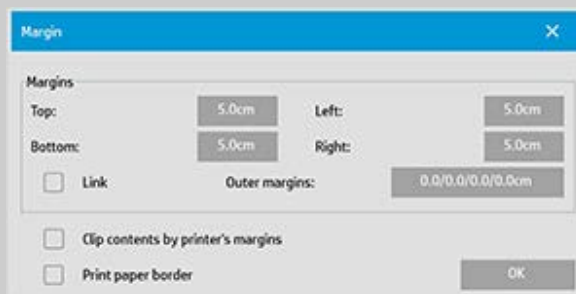 Margin
Margins
Top: 5.0cm Left: 5.0cm
Bottom: 5.0cm Right: 5.0cm
Link Outer margins: 0.0/0.0/0.0/0.0cm
Clip contents by printer's margins
Print paper border OK